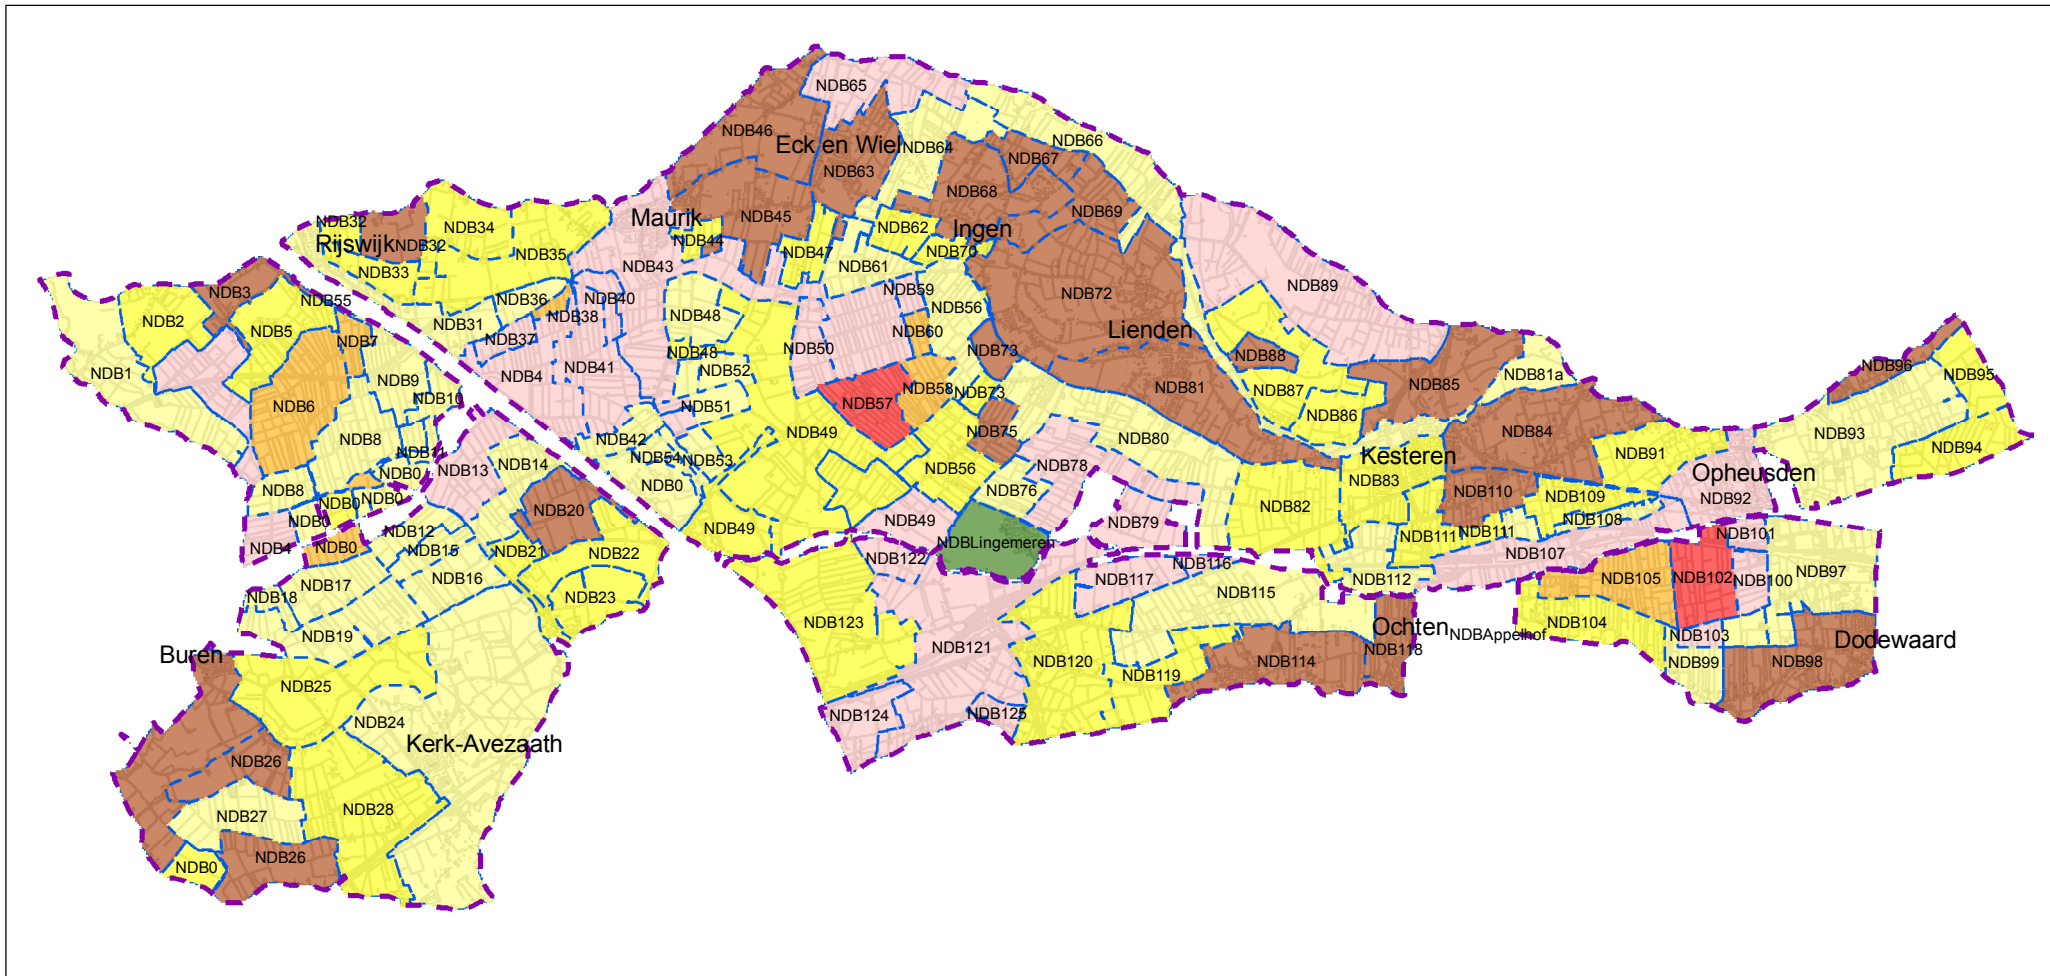 NDB65
NDB46
Eck en Wiel
NDB64
NDB66
NDB67
NDB63
NDB68
NDB69
NDB45
Maurik
NDB32
NDB34
Rijswijk
NDB32
NDB35
NDB44
NDB47
NDB62
Ingen
NDB70
NDB33
NDB43
NDB61
NDB3
NDB55
NDB36
NDB40
NDB59
NDB56
NDB72
NDB89
NDB2
NDB5
NDB7
NDB31
NDB37
NDB38
NDB48
NDB60
Lienden
NDB50
NDB48
NDB73
NDB88
NDB1
NDB9
NDB4
NDB41
NDB52
NDB81
NDB85
NDB81a
NDB96
NDB95
NDB10
NDB6
NDB51
NDB57
NDB58
NDB73
NDB87
NDB86
NDB8
NDB11
NDB42
NDB49
NDB75
NDB80
NDB84
NDB93
NDB94
NDB54
NDB53
NDB13
NDB14
NDB56
NDB78
Kesteren
NDB91
Opheusden
NDB0
NDB8
NDB0
NDB0
NDB0
NDB76
NDB83
NDB110
NDB109
NDB92
NDB0
NDB20
NDB82
NDB108
NDB49
NDB49
NDB79
NDB12
NDB4
NDB0
NDB15
NDB21
NDB22
NDBLingemeren
NDB111
NDB111
NDB107
NDB101
NDB122
NDB116
NDB17
NDB16
NDB18
NDB23
NDB117
NDB115
NDB112
NDB105
NDB102
NDB100
NDB97
NDB19
NDB123
NDB121
Ochten
NDBAppelhof
NDB104
NDB103
Dodewaard
Buren
NDB118
NDB120
NDB114
NDB99
NDB98
NDB119
NDB25
NDB24
NDB124
NDB125
Kerk-Avezaath
NDB26
NDB27
NDB28
NDB26
NDB0